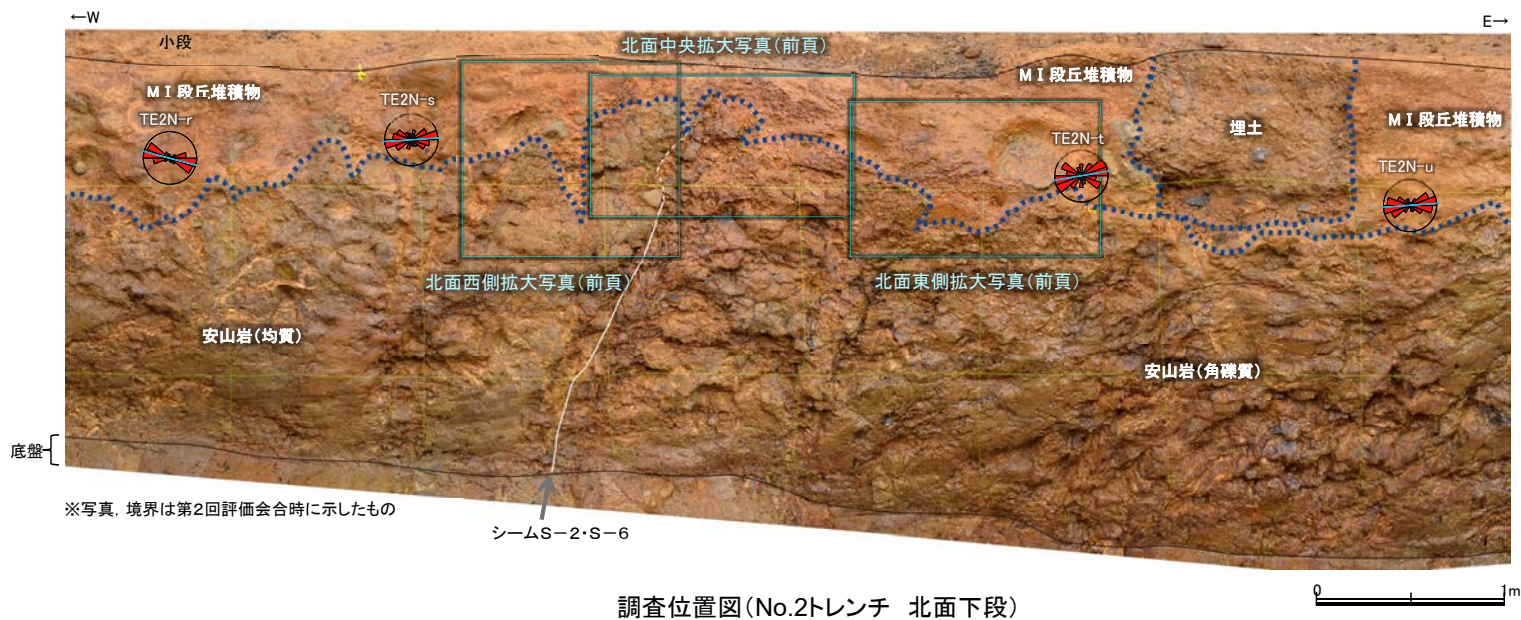 ←W
E→
小段
北面中央拡大写真(前頁)
MⅠ段丘堆積物
TE2N-r
TE2N-s
MⅠ段丘堆積物
TE2N-t
埋土
MⅠ段丘堆積物
TE2N-u
北面西側拡大写真(前頁)
北面東側拡大写真(前頁)
安山岩(均質)
安山岩(角礫質)
底盤
※写真，境界は第2回評価会合時に示したもの
シームS-2・S-6
調査位置図(No.2トレンチ 北面下段)
0 1m